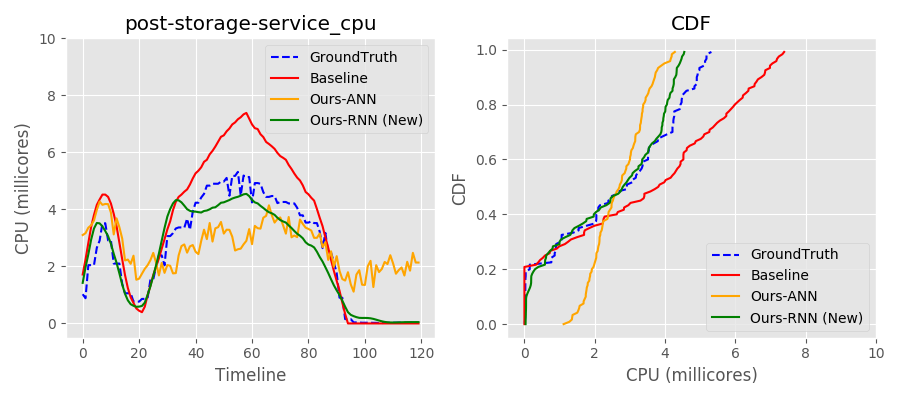 post-storage-service_cpu
CPU (millicores)
10
8
6
4
2
0
GroundTruth
Baseline
Ours-ANN
Ours-RNN (New)
0 20 40 60 80 100 120
Timeline
CDF
CDF
1.0
0.8
0.6
0.4
0.2
0.0
GroundTruth
Baseline
Ours-ANN
Ours-RNN (New)
0 2 4 6 8 10
CPU (millicores)